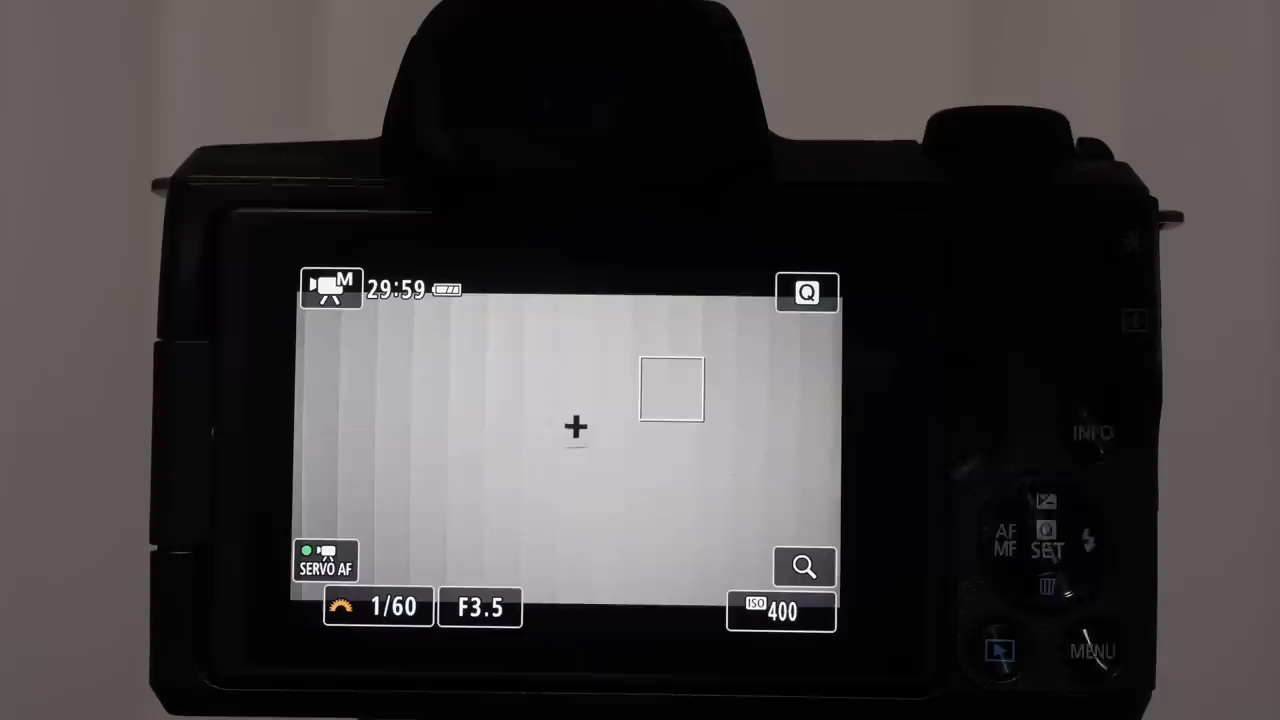 M 29:59 Q
SERVO AF
1/60 F3.5 ISO 400
INFO
AF
MF
Q
SET
MENU